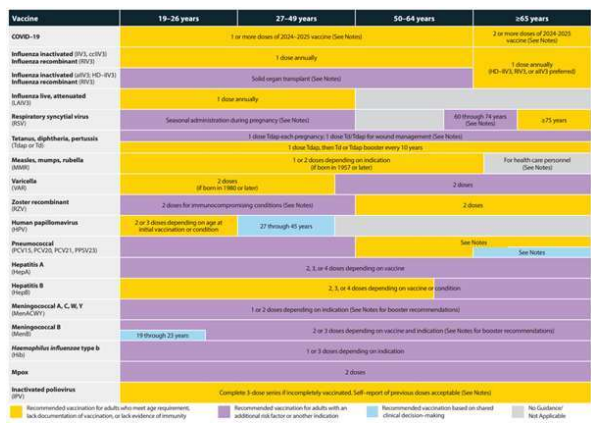 Vaccine 19–26 years 27–49 years 50–64 years ≥65 years
COVID–19 1 or more doses of 2024–2025 vaccine (See Notes) 2 or more doses of 2024-2025
vaccine (See Notes)
Influenza inactivated (IIV3, ccIIV3)
Influenza recombinant (RIV3)
1 dose annually
1 dose annually
(HD–IIV3, RIV3, or aIIV3 preferred)
Influenza inactivated (aIIV3; HD–IIV3)
Influenza recombinant (RIV3)
Solid organ transplant (See Notes)
Influenza live, attenuated
(LAIV3)
1 dose annually
Respiratory syncytial virus
(RSV)
Seasonal administration during pregnancy (See Notes)
60 through 74 years
(See Notes)
≥75 years
Tetanus, diphtheria, pertussis
(Tdap or Td)
1 dose Tdap each pregnancy; 1 dose Td/Tdap for wound management (See Notes)
1 dose Tdap, then Td or Tdap booster every 10 years
Measles, mumps, rubella
(MMR)
1 or 2 doses depending on indication
(if born in 1957 or later)
For health care personnel
(See Notes)
Varicella
(VAR)
2 doses
(if born in 1980 or later)
2 doses
Zoster recombinant
(RZV)
2 doses for immunocompromising conditions (See Notes)
2 doses
Human papillomavirus
(HPV)
2 or 3 doses depending on age at
initial vaccination or condition
27 through 45 years
Pneumococcal
(PCV15, PCV20, PCV21, PPSV23)
See Notes
See Notes
Hepatitis A
(HepA)
2, 3, or 4 doses depending on vaccine
Hepatitis B
(HepB)
2, 3, or 4 doses depending on vaccine or condition
Meningococcal A, C, W, Y
(MenACWY)
1 or 2 doses depending on indication (See Notes for booster recommendations)
Meningococcal B
(MenB)
2 or 3 doses depending on vaccine and indication (See Notes for booster recommendations)
19 through 23 years
Haemophilus influenzae type b
(Hib)
1 or 3 doses depending on indication
Mpox
2 doses
Inactivated poliovirus
(IPV)
Complete 3-dose series if incompletely vaccinated. Self-report of previous doses acceptable (See Notes)
Recommended vaccination for adults who meet age requirement,
lack documentation of vaccination, or lack evidence of immunity
Recommended vaccination for adults with an
additional risk factor or another indication
Recommended vaccination based on shared
clinical decision–making
No Guidance/
Not Applicable